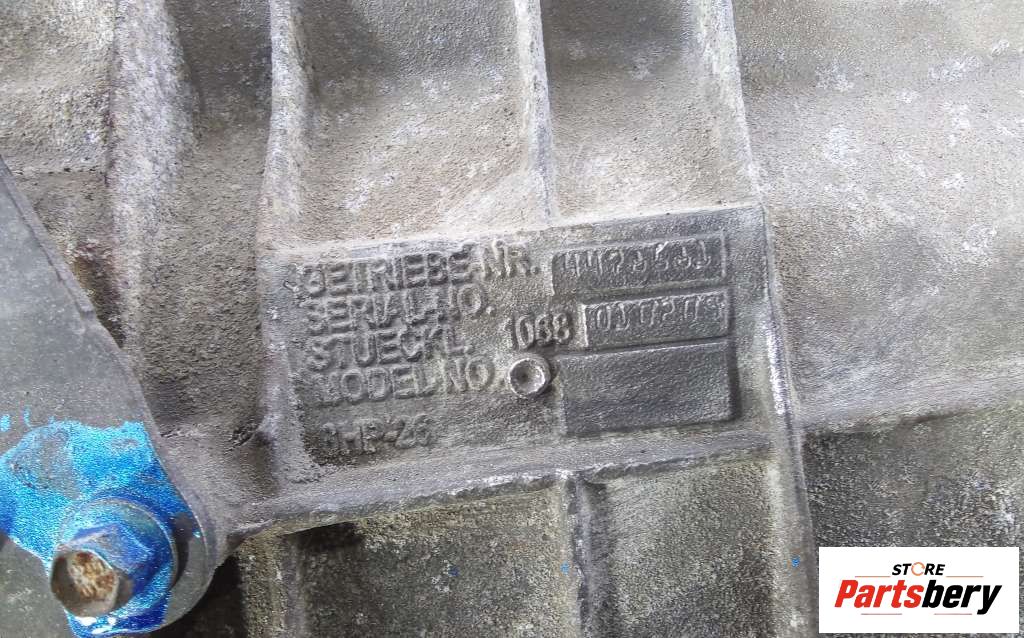 GETRIEBE-NR.
SERIAL-NO.
STUECKL. 1068
MODEL NO.
6HP-26
STORE
Partsbery